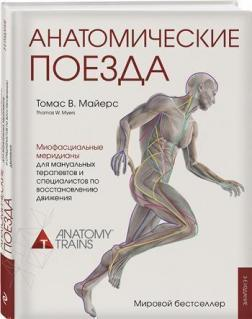 АНАТОМИЧЕСКИЕ
ПОЕЗДА
Томас В. Майерс
Thomas W. Myers
Миофасциальные
меридианы
для мануальных
терапевтов и
специалистов по
восстановлению
движения
ANATOMY
TRAINS
Мировой бестселлер
ПОЕЗДА